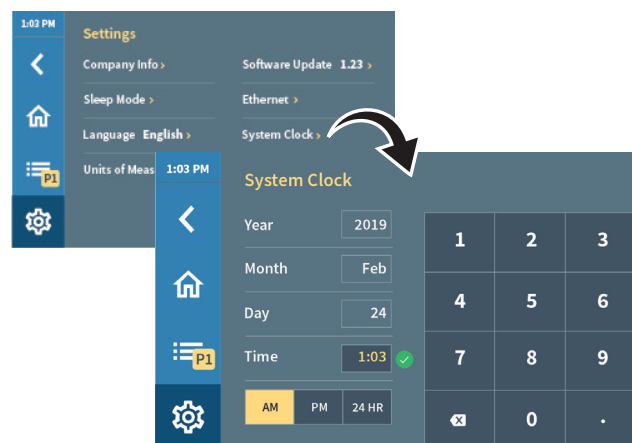 1:03 PM
Settings
Company Info >
Software Update 1.23 >
Sleep Mode >
Ethernet >
Language English >
System Clock >
Units of Meas
P1
1:03 PM
System Clock
Year 2019
Month Feb
Day 24
Time 1:03
AM PM 24 HR
P1
1 2 3
4 5 6
7 8 9
0 .